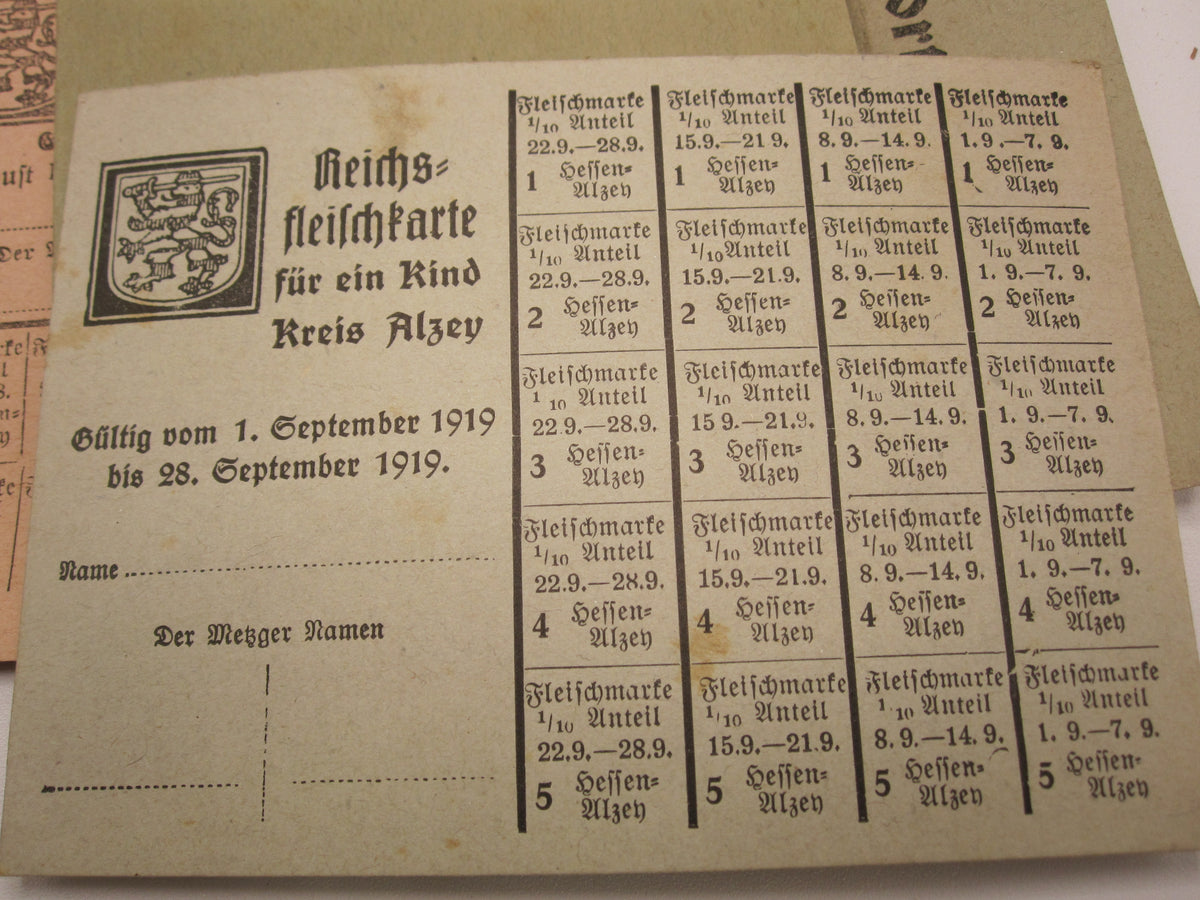 ort
ust
Der
Reichs-
fleischkarte
für ein Kind
Kreis Alzey
Gültig vom 1. September 1919
bis 28. September 1919.
Name
Der Metzger Namen
Fleischmarke
1/10 Anteil
22.9.—28.9.
1 Hessen-
Alzey
Fleischmarke
1/10 Anteil
15.9.—21 9.
1 Hessen-
Alzey
Fleischmarke
1/10 Anteil
8.9.—14. 9.
1 Hessen-
Alzey
Fleischmarke
1/10 Anteil
1. 9.—7. 9.
1 Hessen-
Alzey
Fleischmarke
1/10 Anteil
22.9.—28.9.
2 Hessen-
Alzey
Fleischmarke
1/10 Anteil
15.9.—21.9.
2 Hessen-
Alzey
Fleischmarke
1/10 Anteil
8. 9.—14. 9.
2 Hessen-
Alzey
Fleischmarke
1/10 Anteil
1. 9.—7. 9.
2 Hessen-
Alzey
Fleischmarke
1 10 Anteil
22.9.—28.9.
3 Hessen-
Alzey
Fleischmarke
1/10 Anteil
15 9.—21.9.
3 Hessen-
Alzey
Fleischmarke
1/10 Anteil
8. 9.—14. 9.
3 Hessen-
Alzey
Fleischmarke
1/10 Anteil
1. 9.—7. 9.
3 Hessen-
Alzey
Fleischmarke
1/10 Anteil
22.9.—28.9.
4 Hessen-
Alzey
Fleischmarke
1/10 Anteil
15.9.—21.9.
4 Hessen-
Alzey
Fleischmarke
1/10 Anteil
8. 9.—14. 9.
4 Hessen-
Alzey
Fleischmarke
1/10 Anteil
1. 9.—7. 9.
4 Hessen-
Alzey
Fleischmarke
1/10 Anteil
22.9.—28.9.
5 Hessen-
Alzey
Fleischmarke
1/10 Anteil
15.9.—21.9.
5 Hessen-
Alzey
Fleischmarke
1 10 Anteil
8. 9.—14. 9.
5 Hessen-
Alzey
Fleischmarke
1/10 Anteil
1. 9.—7. 9.
5 Hessen-
Alzey